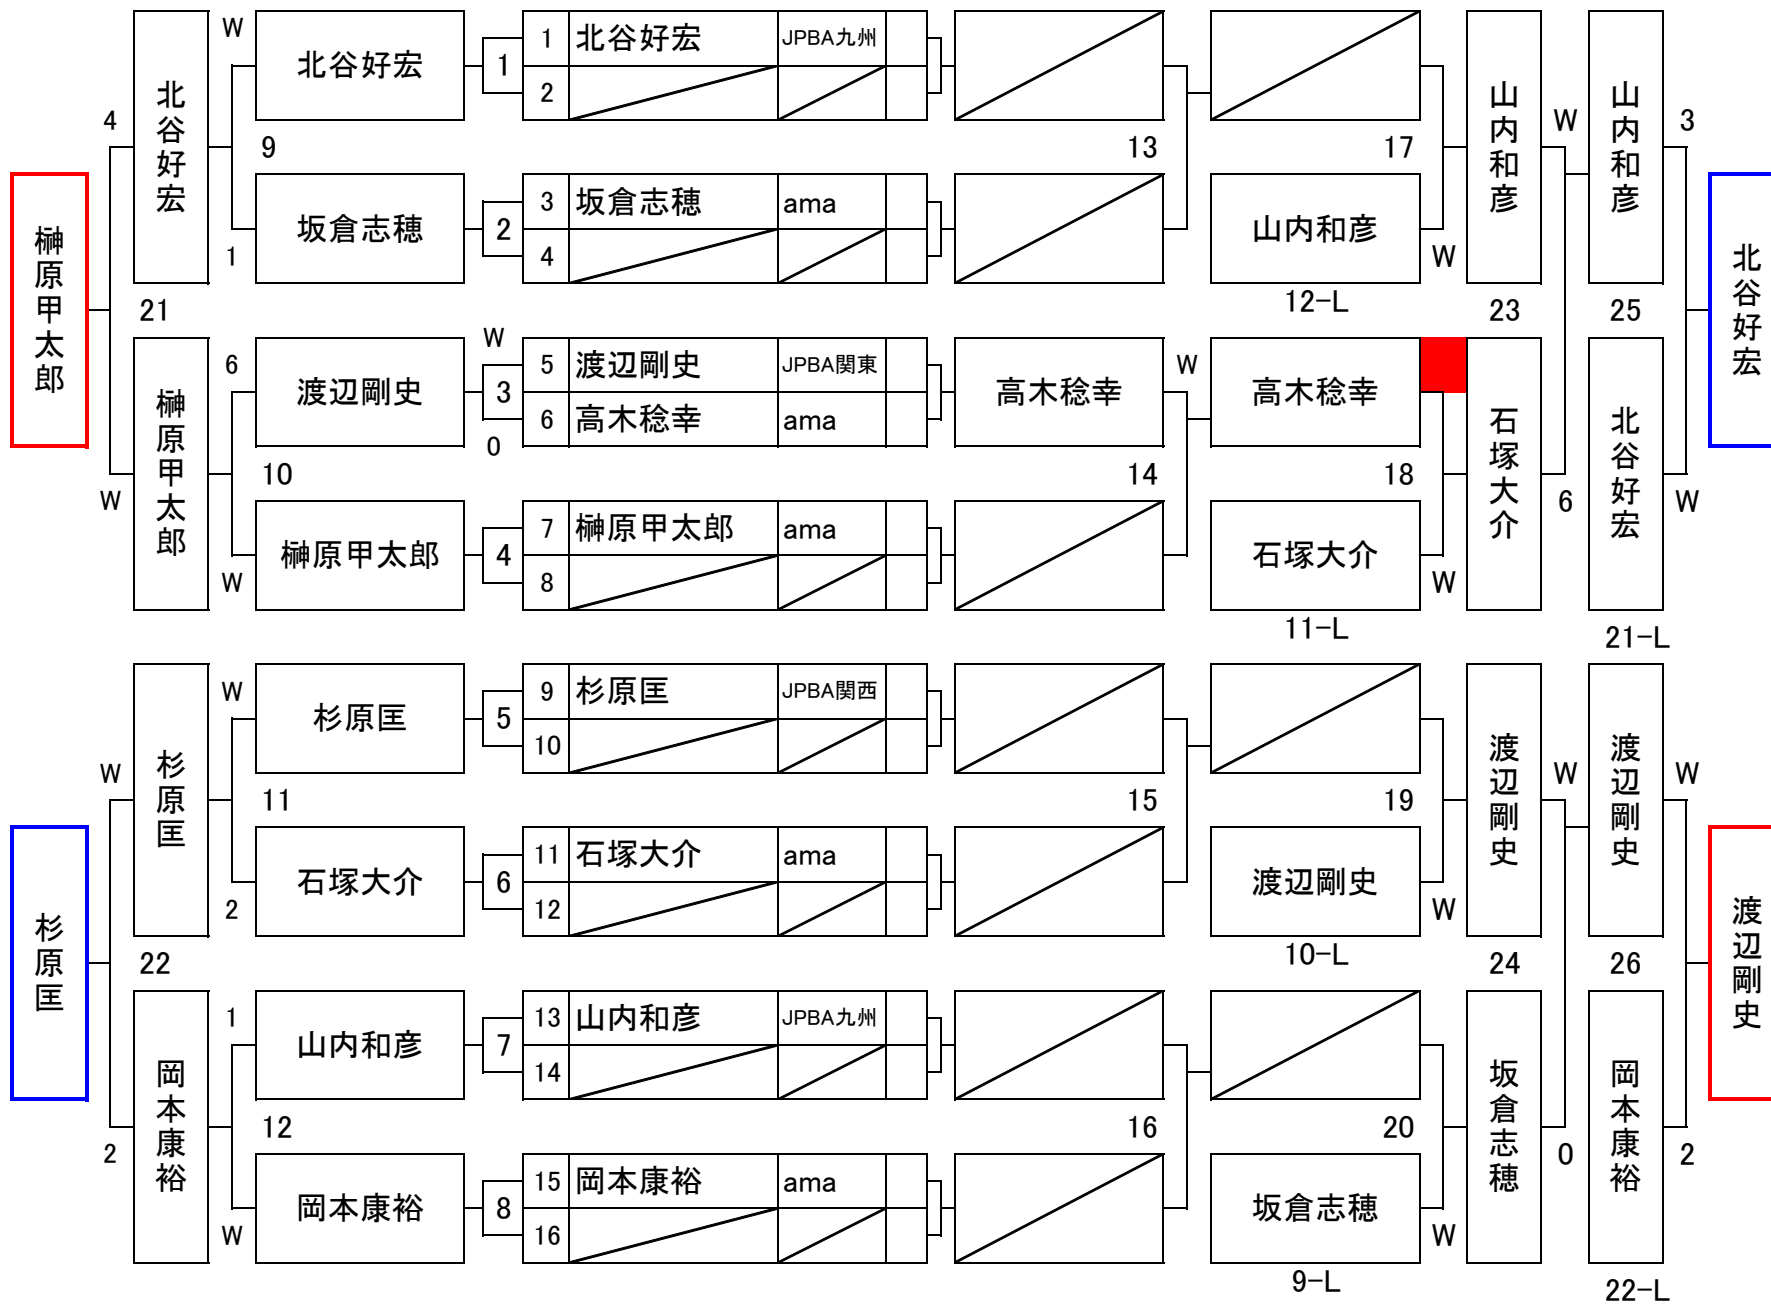 W 北谷好宏 1 1 北谷好宏 JPBA九州
2
4 北谷好宏 9 13 17 山内和彦 W 山内和彦 3
坂倉志穂 2 3 坂倉志穂 ama 山内和彦
4
1 W
12-L
榊原甲太郎 21 23 25 北谷好宏
W
6 渡辺剛史 3 5 渡辺剛史 JPBA関東 高木稔幸 W 高木稔幸
6 高木稔幸 ama
0
榊原甲太郎 10 14 18 石塚大介 6 北谷好宏 W
W
榊原甲太郎 4 7 榊原甲太郎 ama 石塚大介
8
W W
11-L 21-L
W 杉原匡 5 9 杉原匡 JPBA関西
10
W 杉原匡 11 15 19 渡辺剛史 W 渡辺剛史 W
石塚大介 6 11 石塚大介 ama 渡辺剛史
12
2 W
10-L
杉原匡 22 24 26 渡辺剛史
1 山内和彦 7 13 山内和彦 JPBA九州
14
2 岡本康裕 12 16 20 坂倉志穂 0 岡本康裕 2
岡本康裕 8 15 岡本康裕 ama 坂倉志穂
16
W W
9-L 22-L